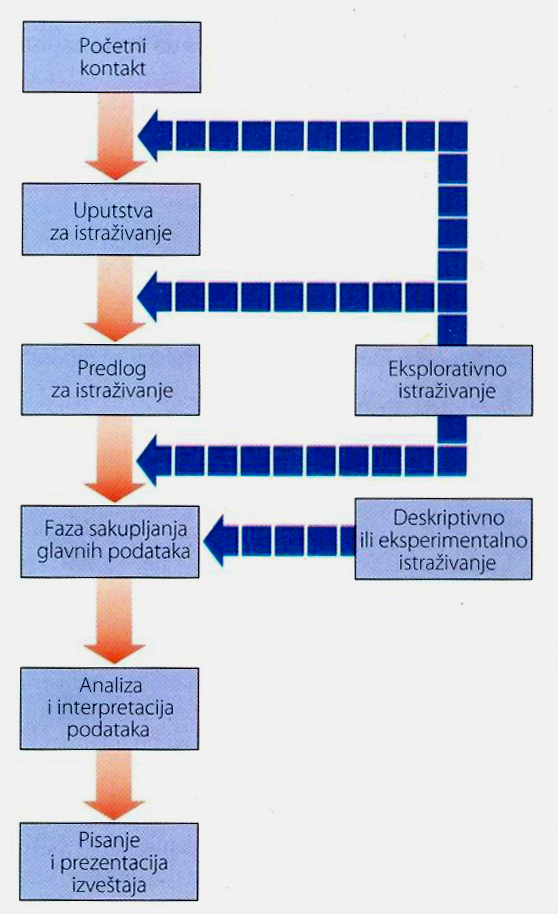 Početni
kontakt
Uputstva
za istraživanje
Predlog
za istraživanje
Eksplorativno
istraživanje
Faza sakupljanja
glavnih podataka
Deskriptivno
ili eksperimentalno
istraživanje
Analiza
i interpretacija
podataka
Pisanje
i prezentacija
izveštaja